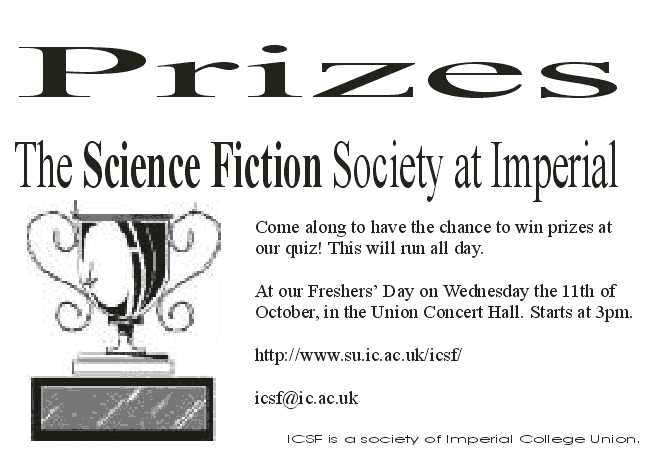 Prizes
The Science Fiction Society at Imperial
Come along to have the chance to win prizes at
our quiz! This will run all day.
At our Freshers’ Day on Wednesday the 11th of
October, in the Union Concert Hall. Starts at 3pm.
http://www.su.ic.ac.uk/icsf/
icsf@ic.ac.uk
ICSF is a society of Imperial College Union.